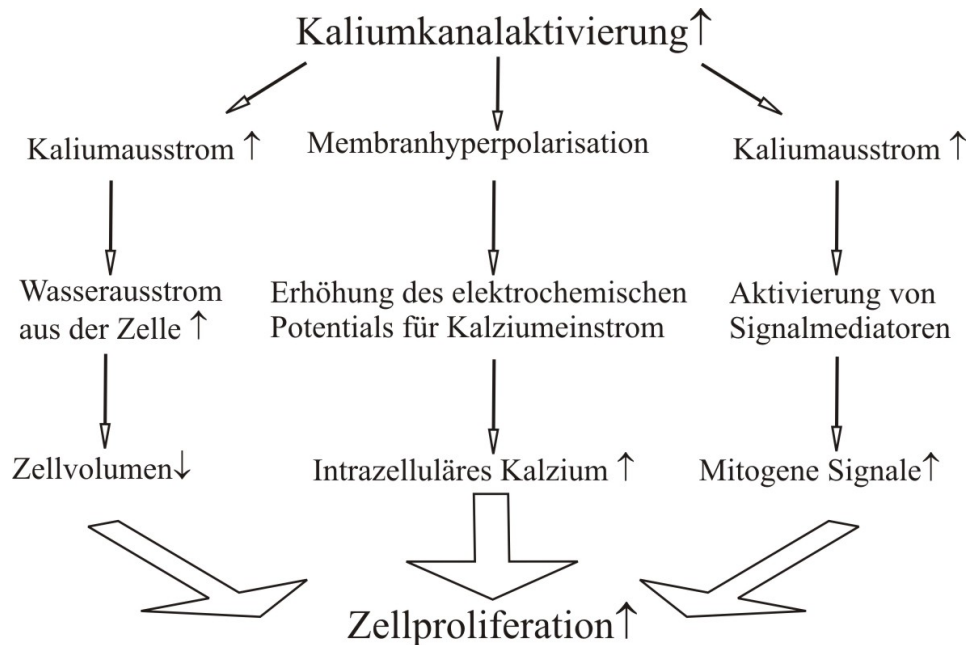 Kaliumkanalaktivierung↑
Kaliumausstrom ↑
Membranhyperpolarisation
Kaliumausstrom ↑
Wasserausstrom
aus der Zelle ↑
Erhöhung des elektrochemischen
Potentials für Kalziumeinstrom
Aktivierung von
Signalmediatoren
Zellvolumen↓
Intrazelluläres Kalzium ↑
Mitogene Signale↑
Zellproliferation↑